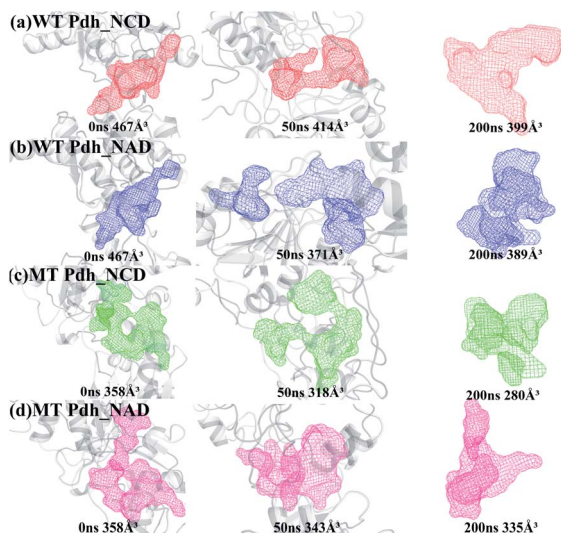 (a)WT Pdh_NCD
0ns 467Å³
50ns 414Å³
200ns 399Å³
(b)WT Pdh_NAD
0ns 467Å³
50ns 371Å³
200ns 389Å³
(c)MT Pdh_NCD
0ns 358Å³
50ns 318Å³
200ns 280Å³
(d)MT Pdh_NAD
0ns 358Å³
50ns 343Å³
200ns 335Å³